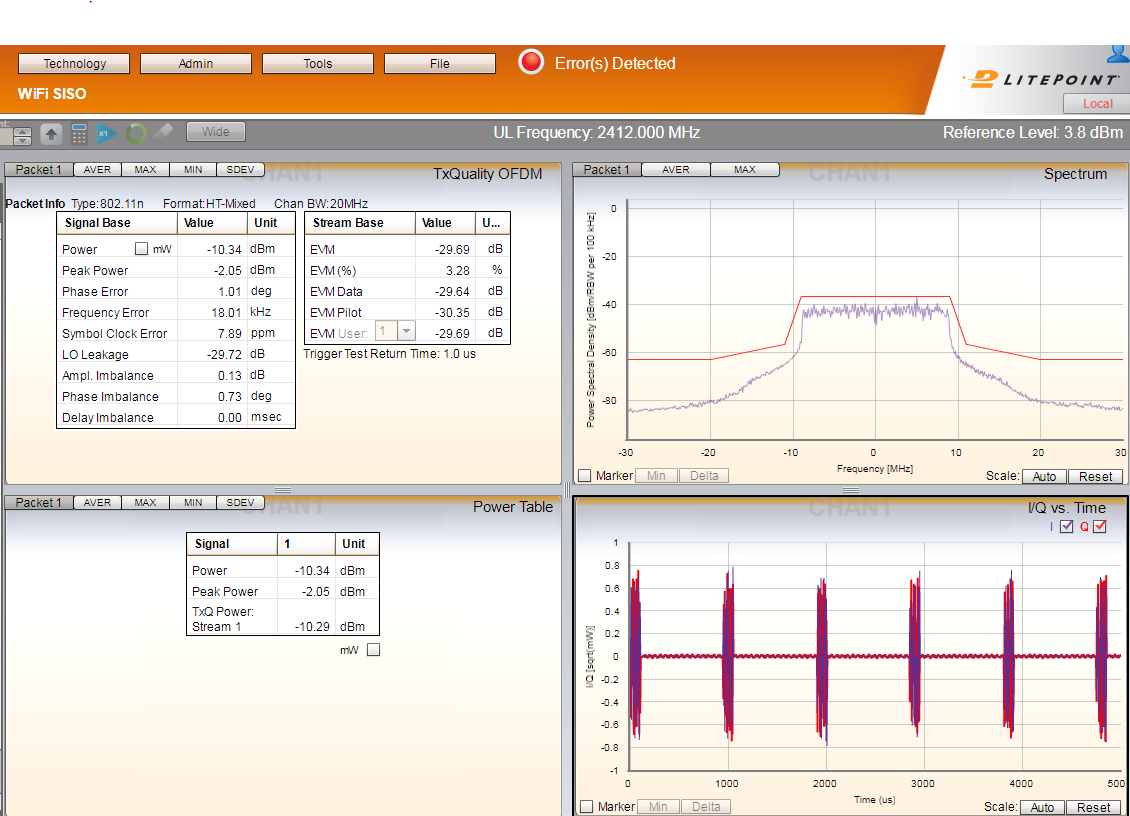 Technology Admin Tools File Error(s) Detected
LITEPOINT
WiFi SISO
Local
x1 Wide UL Frequency: 2412.000 MHz Reference Level: 3.8 dBm
Packet 1 AVER MAX MIN SDEV CHANT TxQuality OFDM
Packet Info Type:802.11n Format:HT-Mixed Chan BW:20MHz
Signal Base Value Unit
Power mW -10.34 dBm
Peak Power -2.05 dBm
Phase Error 1.01 deg
Frequency Error 18.01 kHz
Symbol Clock Error 7.89 ppm
LO Leakage -29.72 dB
Ampl. Imbalance 0.13 dB
Phase Imbalance 0.73 deg
Delay Imbalance 0.00 msec
Stream Base Value U...
EVM -29.69 dB
EVM (%) 3.28 %
EVM Data -29.64 dB
EVM Pilot -30.35 dB
EVM User: 1 -29.69 dB
Trigger Test Return Time: 1.0 us
Packet 1 AVER MAX CHANT Spectrum
Power Spectral Density [dBm/RBW per 100 kHz]
0
-20
-40
-60
-80
-30 -20 -10 0 10 20 30
Frequency [MHz]
Marker Min Delta Scale: Auto Reset
Packet 1 AVER MAX MIN SDEV CHANT Power Table
Signal 1 Unit
Power -10.34 dBm
Peak Power -2.05 dBm
TxQ Power:
Stream 1 -10.29 dBm
mW
CHANT I/Q vs. Time
I Q
I/Q [sqrt(mW)]
1
0.8
0.6
0.4
0.2
0
-0.2
-0.4
-0.6
-0.8
-1
0 1000 2000 3000 4000 500
Time (us)
Marker Min Delta Scale: Auto Reset